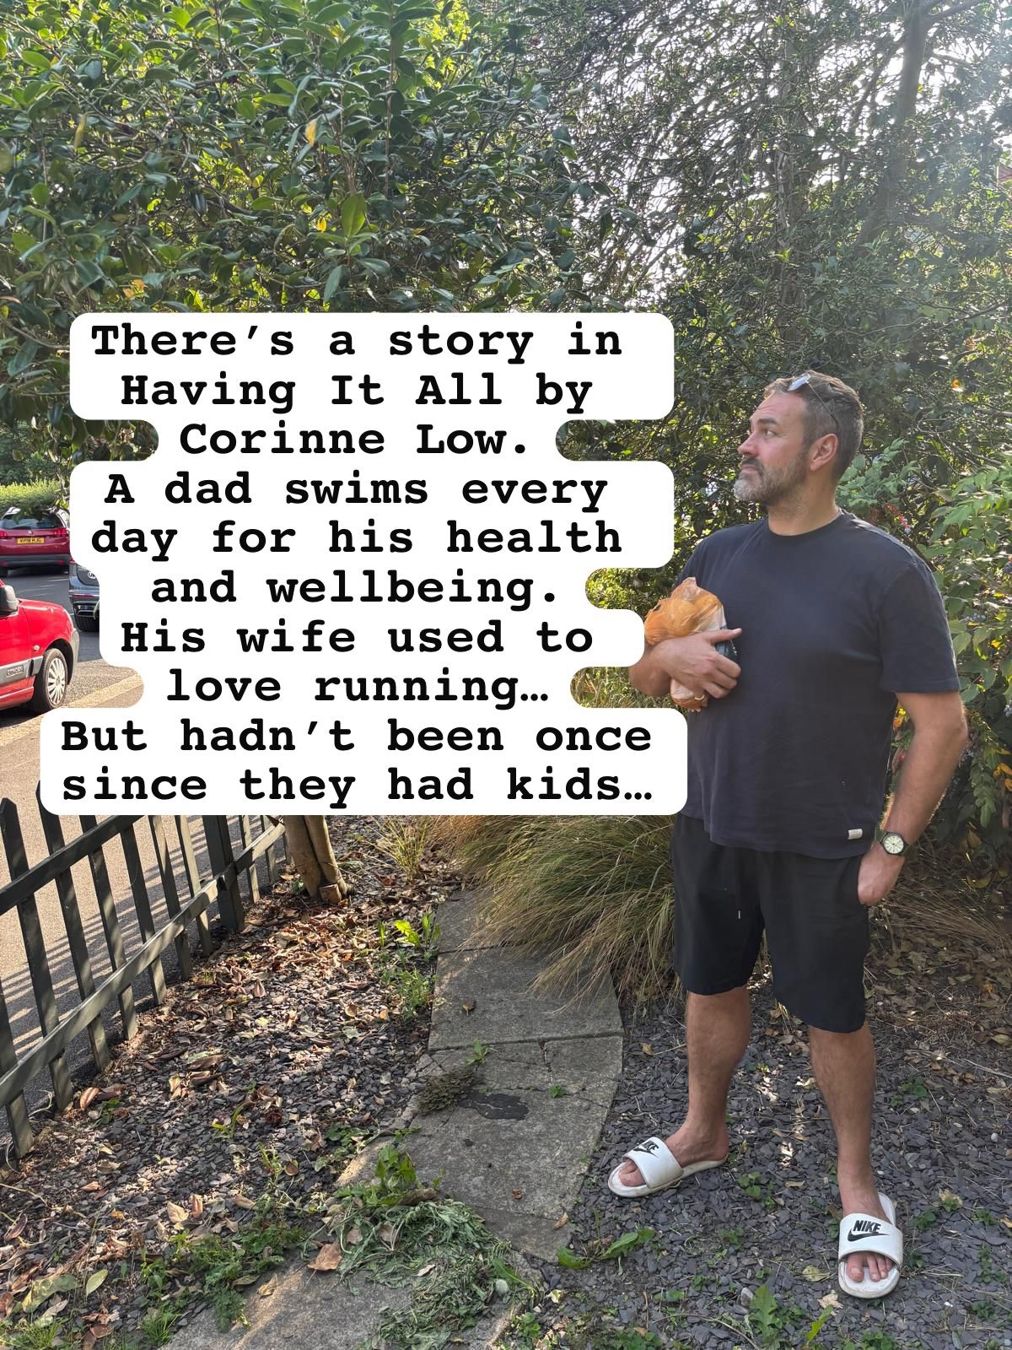 There’s a story in
Having It All by
Corinne Low.
A dad swims every
day for his health
and wellbeing.
His wife used to
love running…
But hadn’t been once
since they had kids…
NIKE
NIKE